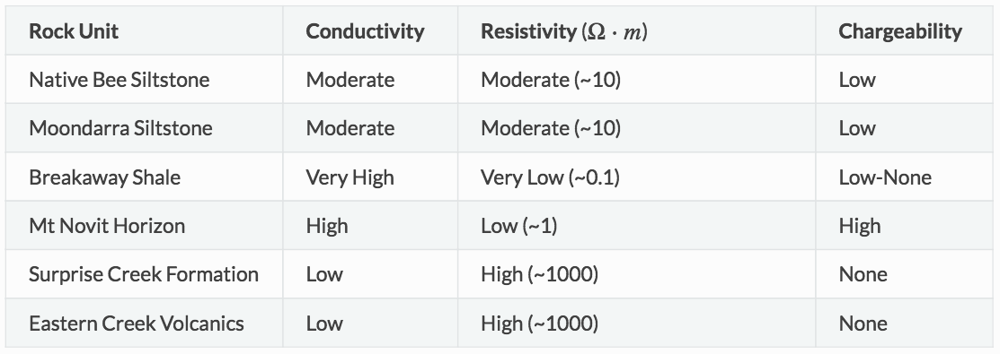 Rock Unit Conductivity Resistivity (Ω · m) Chargeability
Native Bee Siltstone Moderate Moderate (~10) Low
Moondarra Siltstone Moderate Moderate (~10) Low
Breakaway Shale Very High Very Low (~0.1) Low-None
Mt Novit Horizon High Low (~1) High
Surprise Creek Formation Low High (~1000) None
Eastern Creek Volcanics Low High (~1000) None